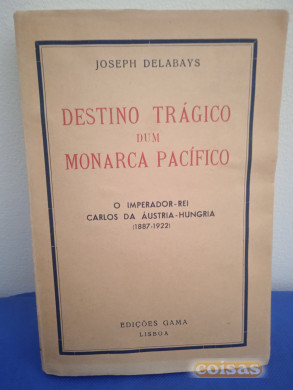 JOSEPH DELABAYS
DESTINO TRÁGICO
DUM
MONARCA PACÍFICO
O IMPERADOR-REI
CARLOS DA ÁUSTRIA-HUNGRIA
(1887-1922)
EDIÇÕES GAMA
LISBOA
coisas